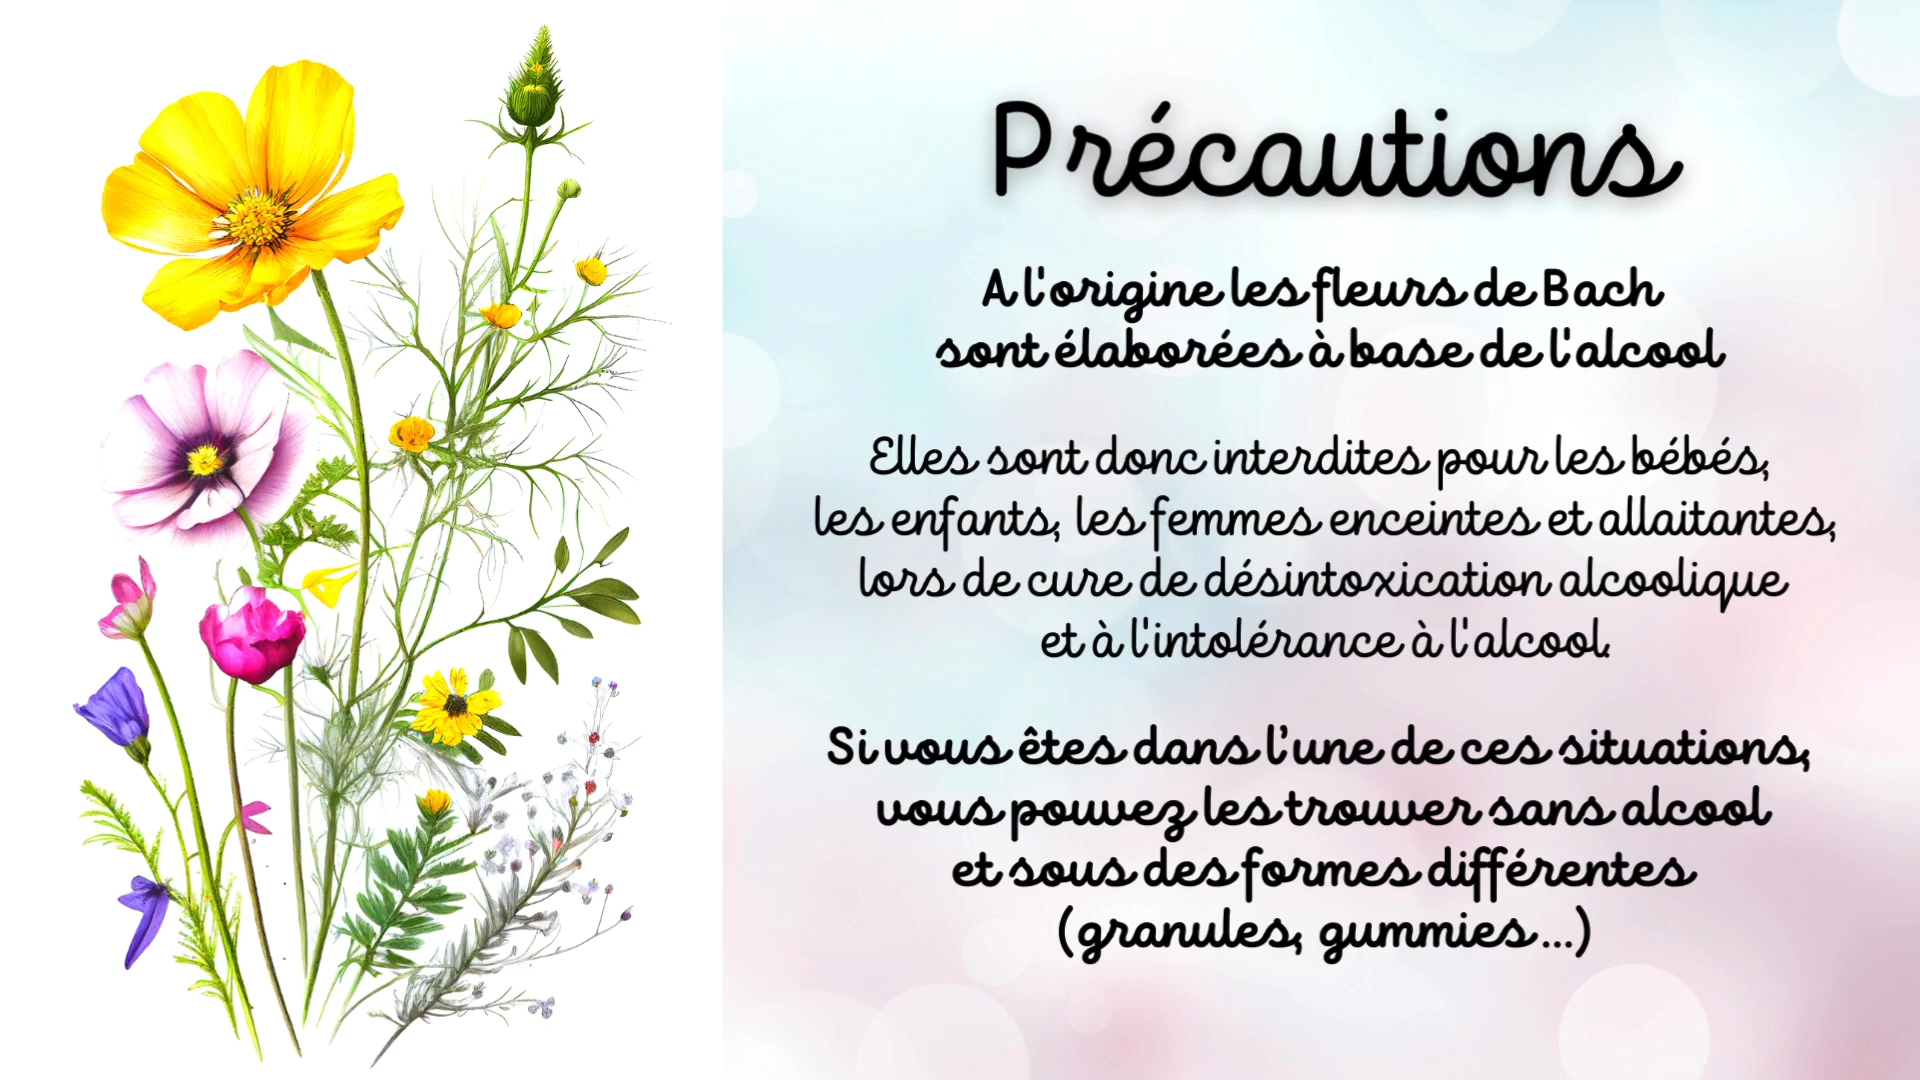 Précautions
A l'origine les fleurs de Bach
sont élaborées à base de l'alcool
Elles sont donc interdites pour les bébés,
les enfants, les femmes enceintes et allaitantes,
lors de cure de désintoxication alcoolique
et à l'intolérance à l'alcool.
Si vous êtes dans l’une de ces situations,
vous pouvez les trouver sans alcool
et sous des formes différentes
(granules, gummies...)